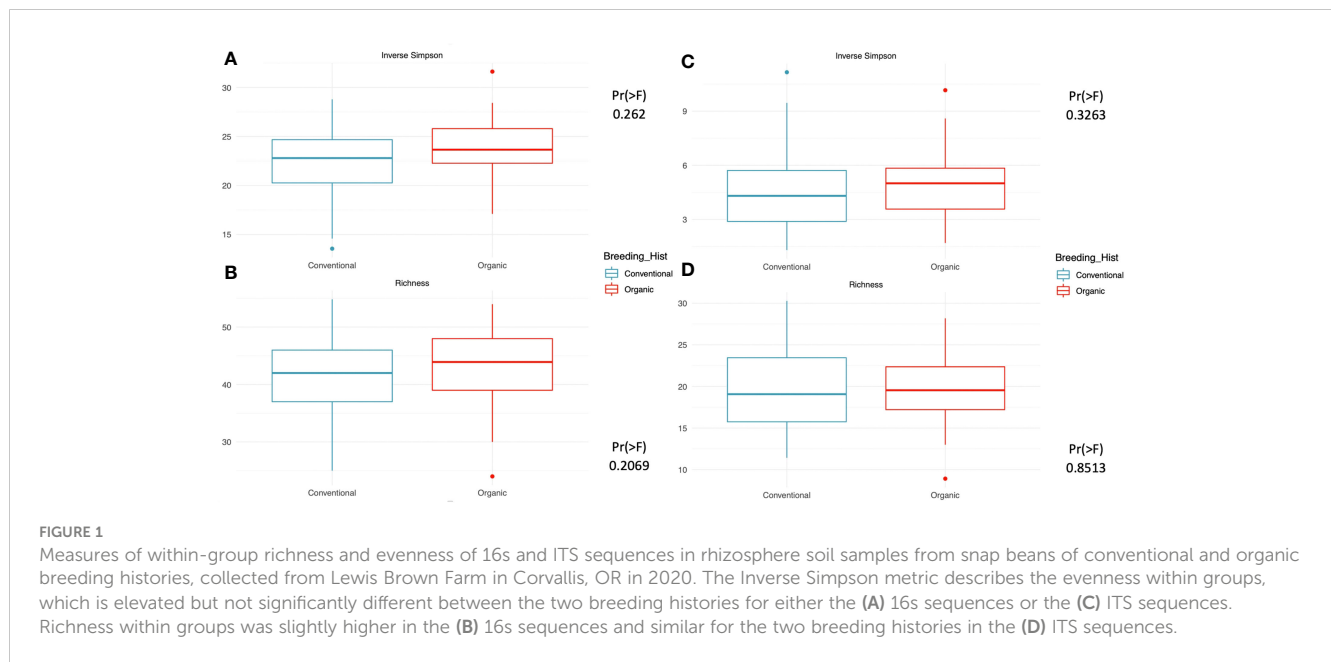 A
Inverse Simpson
30
25
20
15
Conventional
Organic
Pr(>F)
0.262
B
Richness
50
40
30
Conventional
Organic
Pr(>F)
0.2069
Breeding_Hist
Conventional
Organic
C
Inverse Simpson
9
6
3
Conventional
Organic
Pr(>F)
0.3263
D
Richness
30
25
20
15
10
Conventional
Organic
Pr(>F)
0.8513
Breeding_Hist
Conventional
Organic
FIGURE 1
Measures of within-group richness and evenness of 16s and ITS sequences in rhizosphere soil samples from snap beans of conventional and organic
breeding histories, collected from Lewis Brown Farm in Corvallis, OR in 2020. The Inverse Simpson metric describes the evenness within groups,
which is elevated but not significantly different between the two breeding histories for either the (A) 16s sequences or the (C) ITS sequences.
Richness within groups was slightly higher in the (B) 16s sequences and similar for the two breeding histories in the (D) ITS sequences.